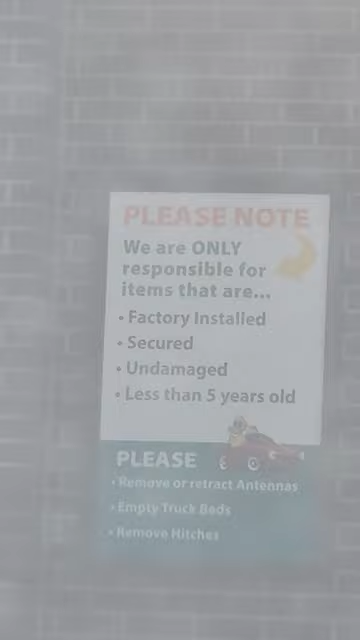 PLEASE NOTE
We are ONLY
responsible for
items that are...
• Factory Installed
• Secured
• Undamaged
• Less than 5 years old
PLEASE
• Remove or retract Antennas
• Empty Truck Beds
• Remove Hitches